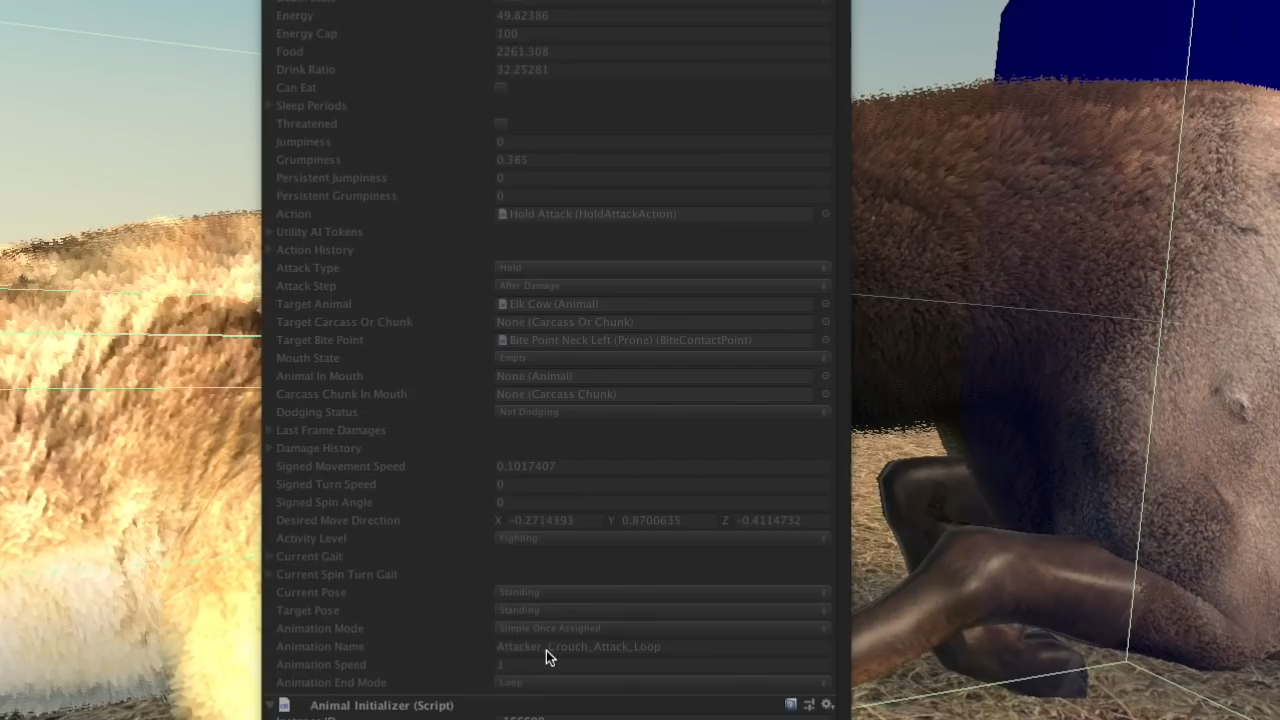 Energy 49.82386
Energy Cap 100
Food 2261.308
Drink Ratio 32.25281
Can Eat
Sleep Periods
Threatened
Jumpiness 0
Grumpiness 0.365
Persistent Jumpiness 0
Persistent Grumpiness 0
Action Hold Attack (HoldAttackAction)
Utility AI Tokens
Action History
Attack Type Hold
Attack Step After Damage
Target Animal Elk Cow (Animal)
Target Carcass Or Chunk None (Carcass Or Chunk)
Target Bite Point Bite Point Neck Left (Prone) (BiteContactPoint)
Mouth State Empty
Animal In Mouth None (Animal)
Carcass Chunk In Mouth None (Carcass Chunk)
Dodging Status Not Dodging
Last Frame Damages
Damage History
Signed Movement Speed 0.1017407
Signed Turn Speed 0
Signed Spin Angle 0
Desired Move Direction X -0.2714393 Y 0.8700635 Z -0.4114732
Activity Level Fighting
Current Gait
Current Spin Turn Gait
Current Pose Standing
Target Pose Standing
Animation Mode Simple Once Assigned
Animation Name Attacker_Crouch_Attack_Loop
Animation Speed 1
Animation End Mode Loop
Animal Initializer (Script)